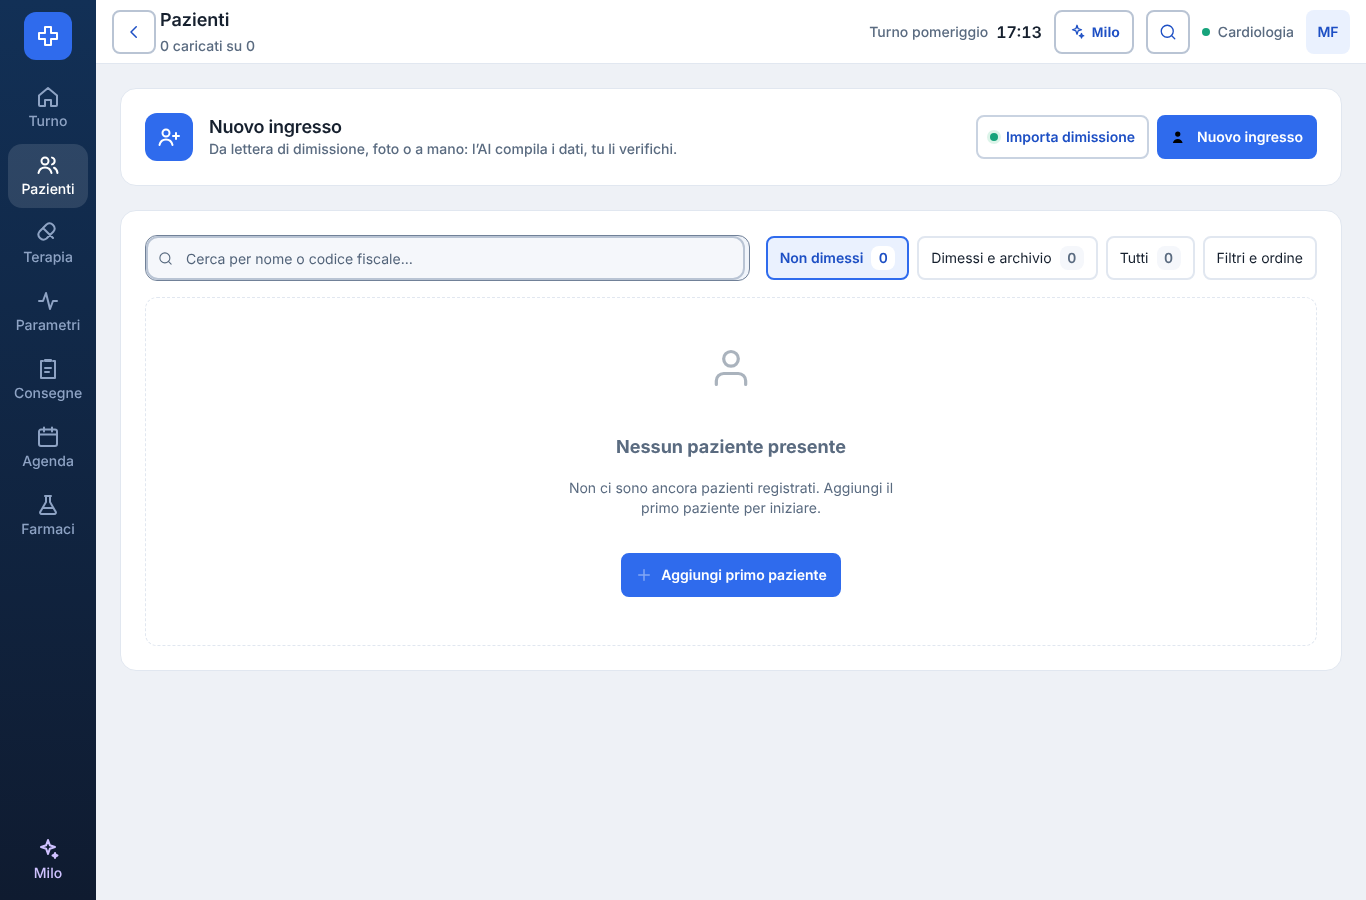 Turno
Pazienti
Terapia
Parametri
Consegne
Agenda
Farmaci
Milo
Pazienti
0 caricati su 0
Turno pomeriggio 17:13
Milo
Cardiologia
MF
Nuovo ingresso
Da lettera di dimissione, foto o a mano: l'AI compila i dati, tu li verifichi.
Importa dimissione
Nuovo ingresso
Cerca per nome o codice fiscale...
Non dimessi 0
Dimessi e archivio 0
Tutti 0
Filtri e ordine
Nessun paziente presente
Non ci sono ancora pazienti registrati. Aggiungi il
primo paziente per iniziare.
Aggiungi primo paziente